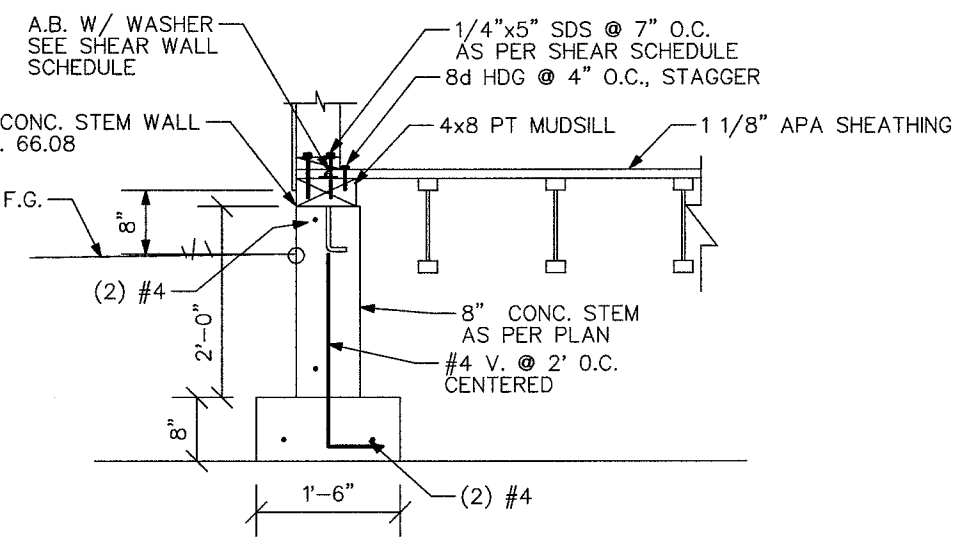 A.B. W/ WASHER
SEE SHEAR WALL
SCHEDULE
1/4"x5" SDS @ 7" O.C.
AS PER SHEAR SCHEDULE
8d HDG @ 4" O.C., STAGGER
CONC. STEM WALL
. 66.08
4x8 PT MUDSILL
1 1/8" APA SHEATHING
F.G.
8"
(2) #4
2'-0"
8" CONC. STEM
AS PER PLAN
#4 V. @ 2' O.C.
CENTERED
8"
1'-6"
(2) #4